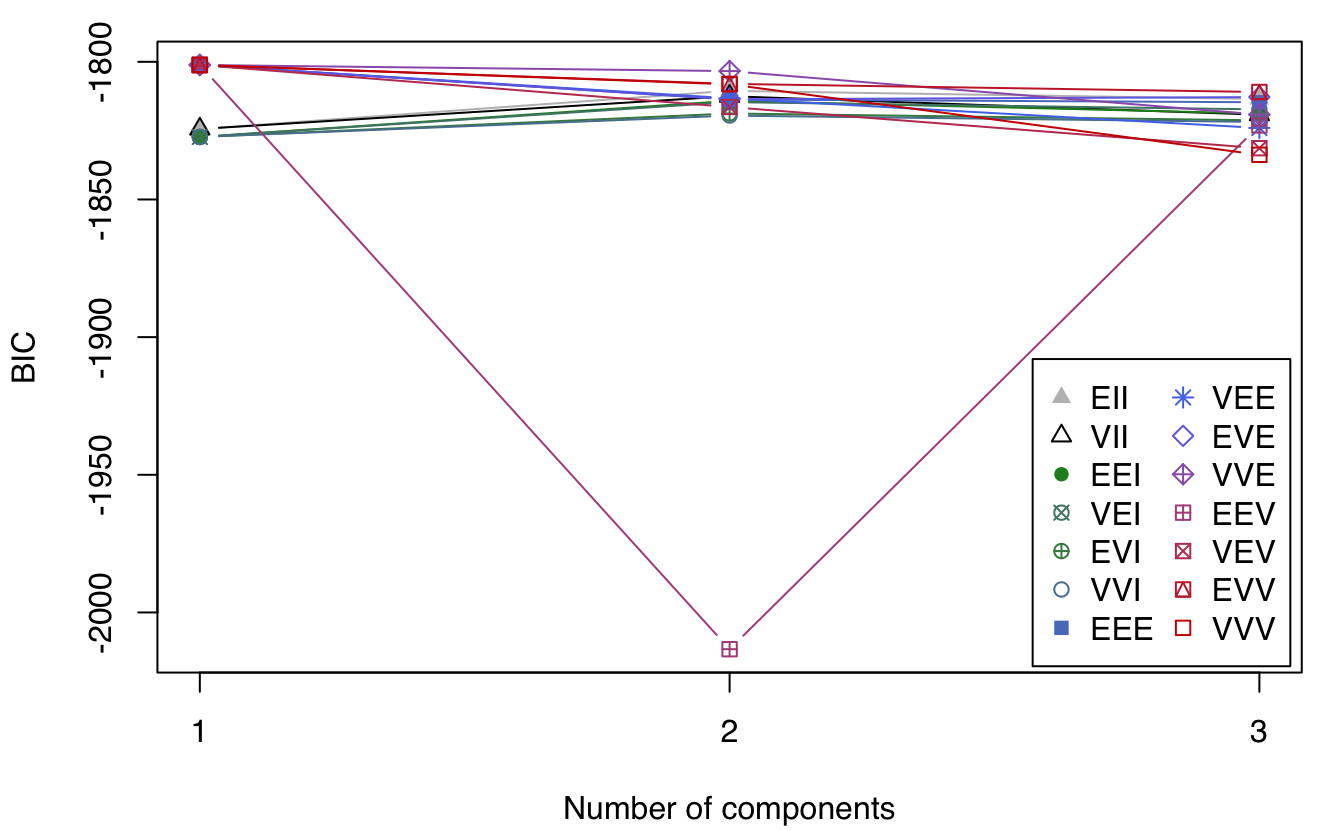 BIC
-1800
-1850
-1900
-1950
-2000
EII VEE
VII EVE
EEI VVE
VEI EEV
EVI VEV
VVI EVV
EEE VVV
1 2 3
Number of components